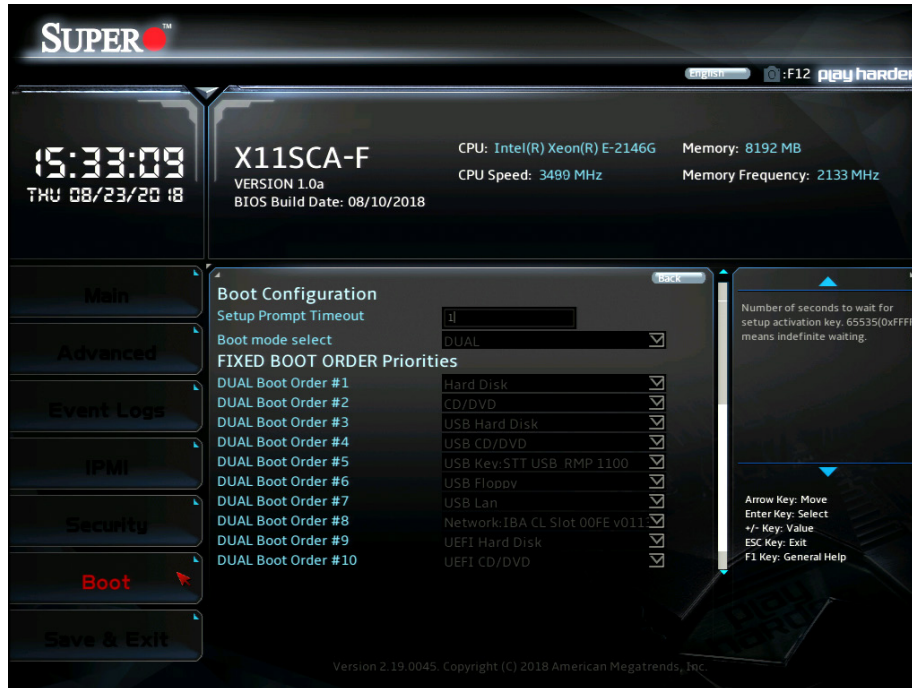 SUPER™
English :F12 play harder
15:33:09
THU 08/23/2018
X11SCA-F
VERSION 1.0a
BIOS Build Date: 08/10/2018
CPU: Intel(R) Xeon(R) E-2146G
CPU Speed: 3499 MHz
Memory: 8192 MB
Memory Frequency: 2133 MHz
Main
Advanced
Event Logs
IPMI
Security
Boot
Save & Exit
Back
Boot Configuration
Setup Prompt Timeout 1
Boot mode select DUAL
FIXED BOOT ORDER Priorities
DUAL Boot Order #1 Hard Disk
DUAL Boot Order #2 CD/DVD
DUAL Boot Order #3 USB Hard Disk
DUAL Boot Order #4 USB CD/DVD
DUAL Boot Order #5 USB Key:STT USB RMP 1100
DUAL Boot Order #6 USB Floppy
DUAL Boot Order #7 USB Lan
DUAL Boot Order #8 Network:IBA CL Slot 00FE v011
DUAL Boot Order #9 UEFI Hard Disk
DUAL Boot Order #10 UEFI CD/DVD
Number of seconds to wait for
setup activation key. 65535(0xFFF
means indefinite waiting.
Arrow Key: Move
Enter Key: Select
+/- Key: Value
ESC Key: Exit
F1 Key: General Help
play
harder
Version 2.19.0045. Copyright (C) 2018 American Megatrends, Inc.